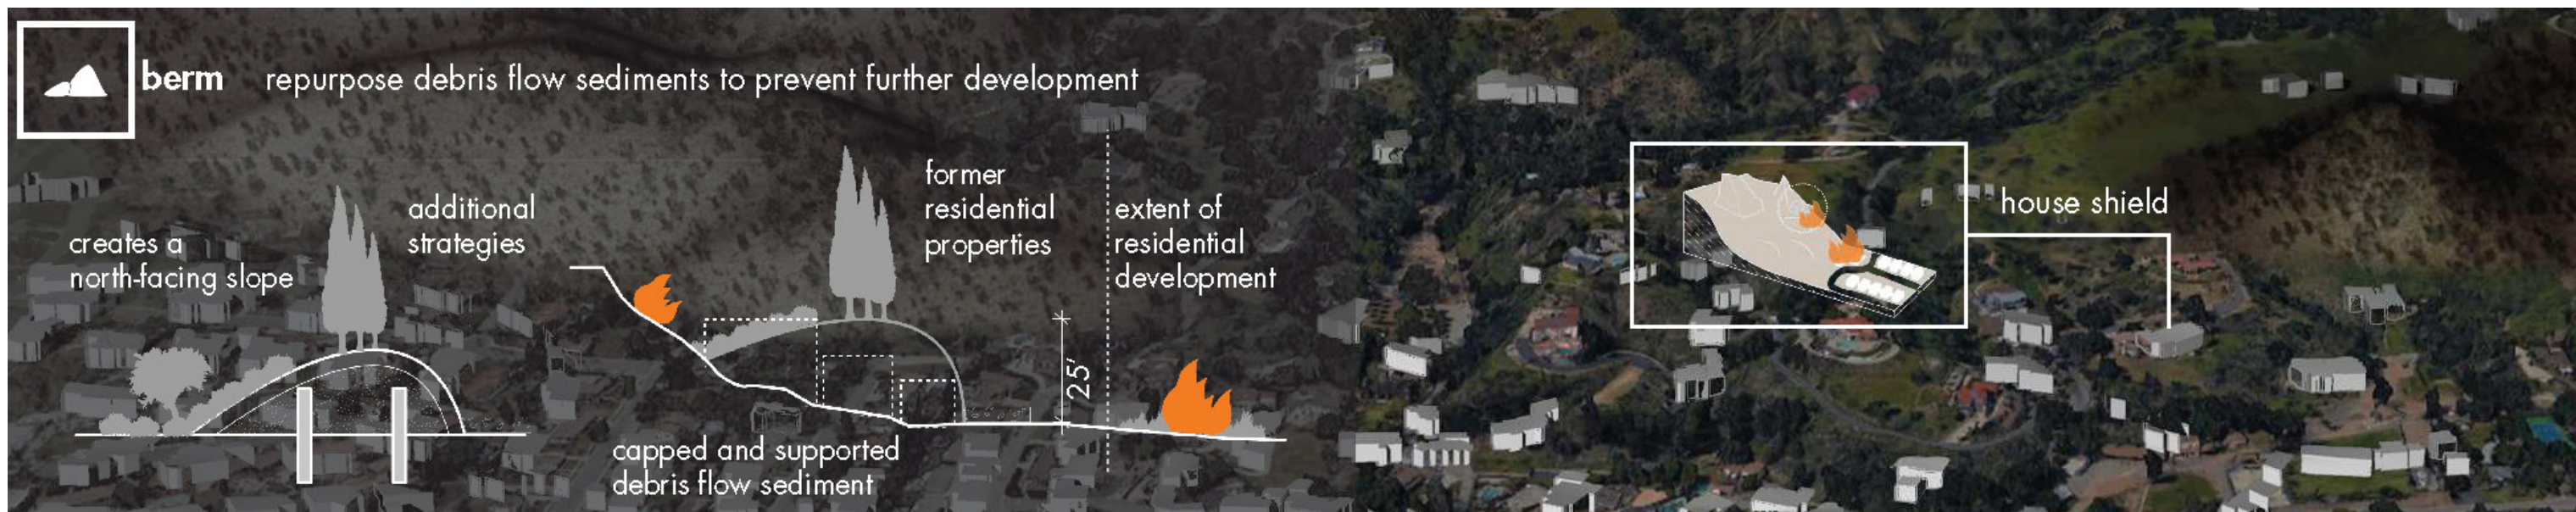 berm repurpose debris flow sediments to prevent further development
creates a
north-facing slope
additional
strategies
former
residential
properties
extent of
residential
development
25'
capped and supported
debris flow sediment
house shield